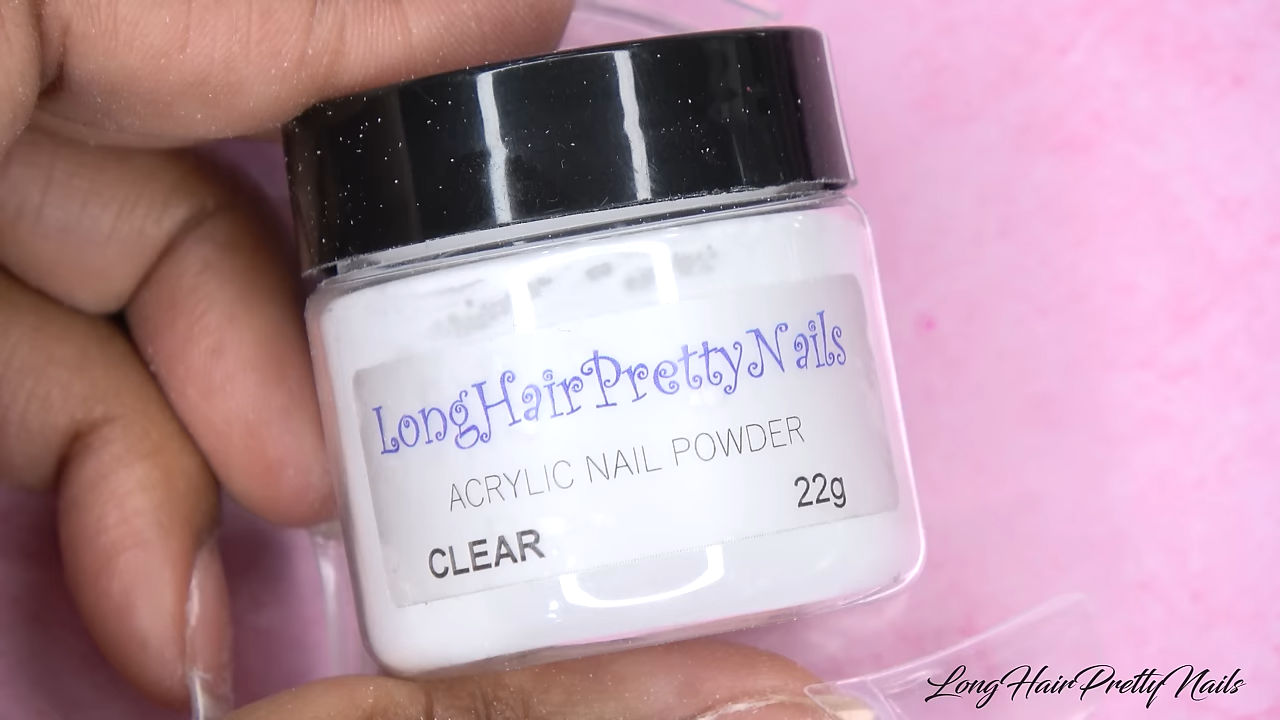 LongHairPrettyNails
ACRYLIC NAIL POWDER
22g
CLEAR
LongHairPrettyNails